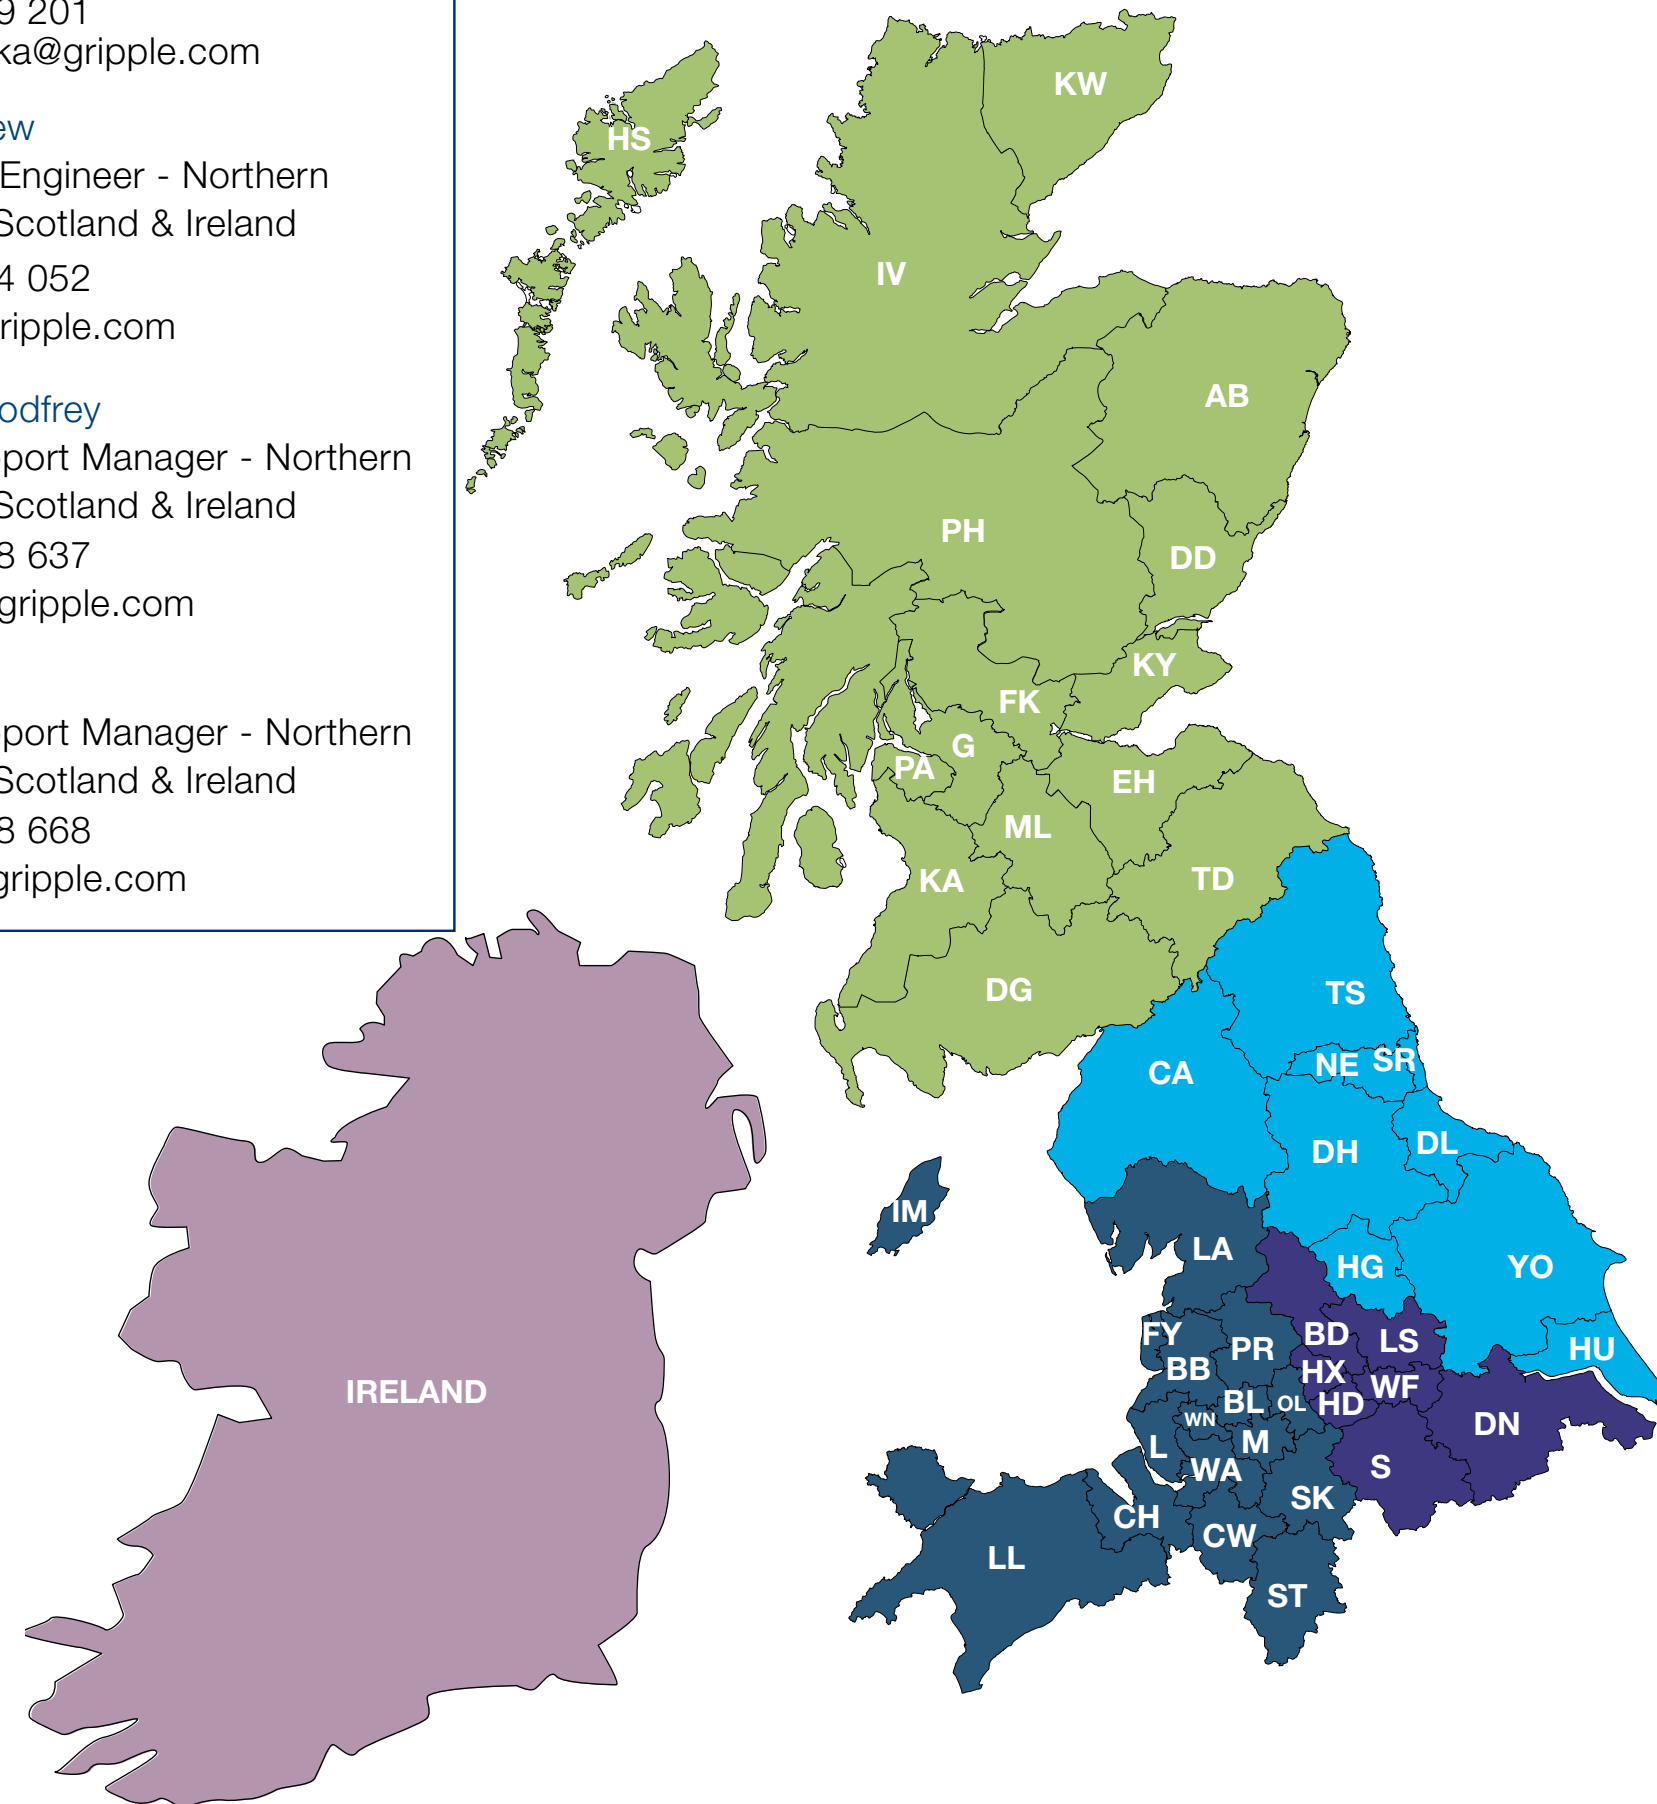 9 201
ka@gripple.com
ew
Engineer - Northern
Scotland & Ireland
4 052
ripple.com
odfrey
port Manager - Northern
Scotland & Ireland
8 637
gripple.com
port Manager - Northern
Scotland & Ireland
8 668
gripple.com
KW
HS
IV
AB
PH
DD
KY
FK
G
PA
EH
ML
KA
TD
DG
TS
NE
SR
CA
DH
DL
IM
LA
HG
YO
FY
PR
BD
LS
HU
BB
HX
WF
IRELAND
BL
OL
HD
WN
DN
L
M
WA
S
SK
CH
CW
LL
ST